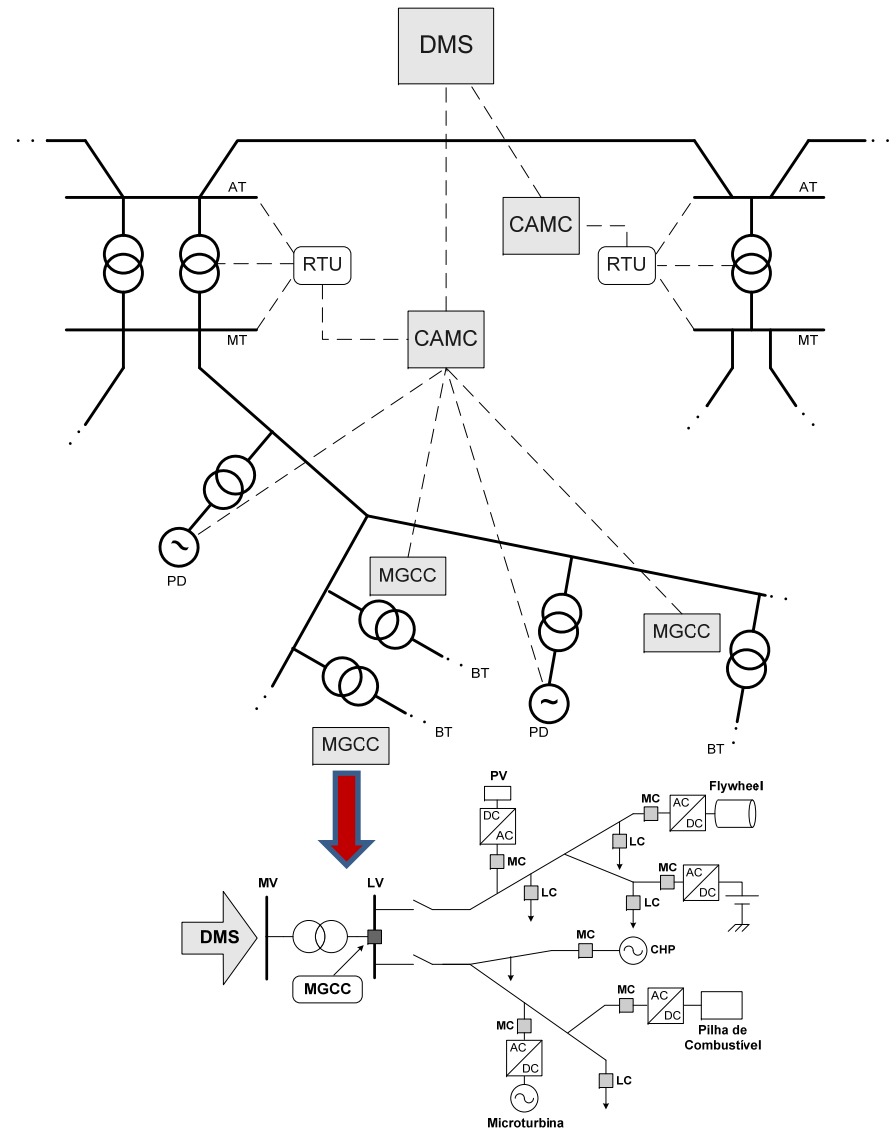 DMS
AT
AT
CAMC
RTU
RTU
CAMC
MT
MT
~
PD
MGCC
MGCC
BT
~
PD
BT
BT
MGCC
PV
DC
AC
MC
Flywheel
MC
AC
DC
LC
LC
MC
AC
DC
LC
MV
LV
DMS
MGCC
MC
CHP
MC
AC
DC
Pilha de
Combustível
MC
AC
DC
LC
Microturbina